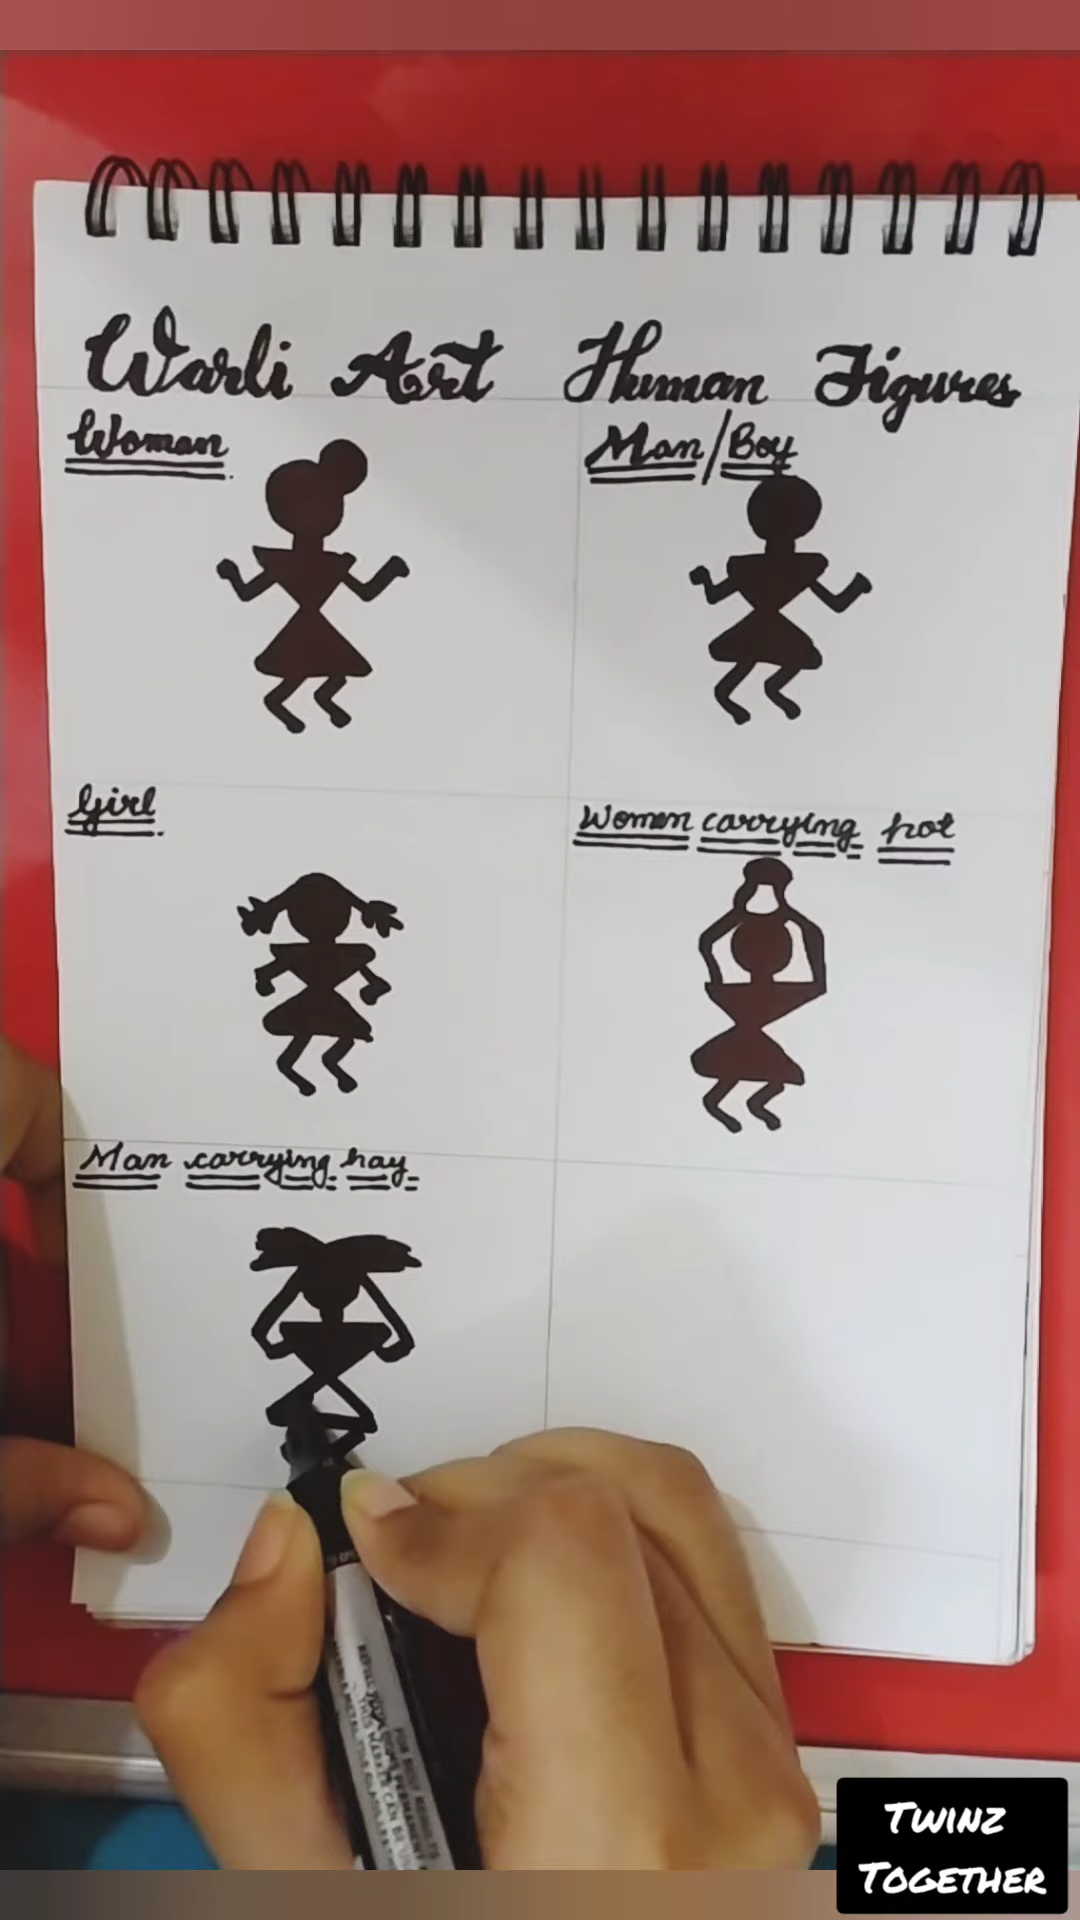 Warli Art Human Figures
Woman
Man/Boy
Girl
Women carrying pot
Man carrying hay
TWINZ
TOGETHER